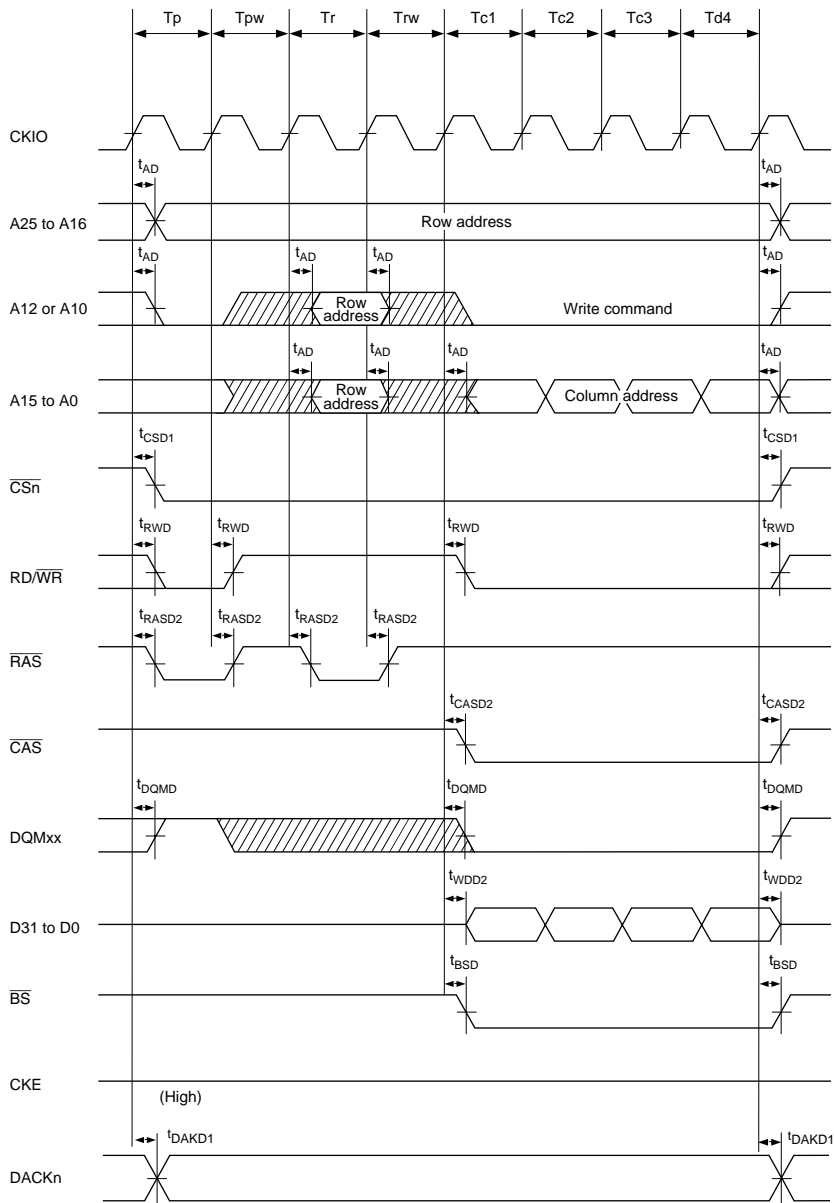 Tp Tpw Tr Trw Tc1 Tc2 Tc3 Td4
CKIO
tAD tAD
A25 to A16 Row address
tAD tAD tAD tAD
A12 or A10 Row address Write command
tAD tAD tAD tAD
A15 to A0 Row address Column address
tCSD1 tCSD1
CSn
tRWD tRWD tRWD tRWD
RD/WR
tRASD2 tRASD2 tRASD2 tRASD2
RAS
tCASD2 tCASD2
CAS
tDQMD tDQMD tDQMD
DQMxx
tWDD2 tWDD2
D31 to D0
tBSD tBSD
BS
CKE
(High)
tDAKD1 tDAKD1
DACKn